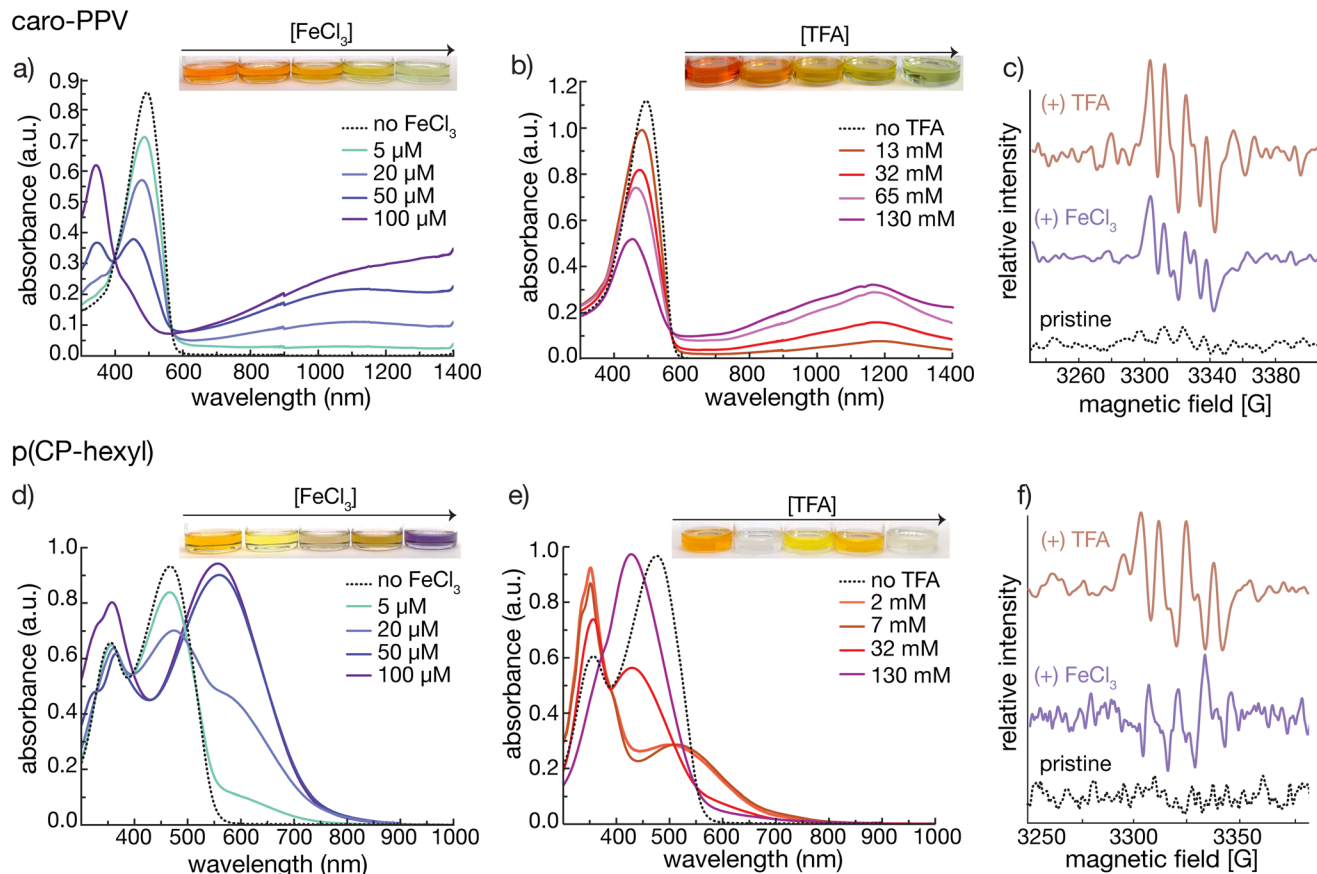 caro-PPV
a)
[FeCl₃]
absorbance (a.u.)
0.9
0.8
0.7
0.6
0.5
0.4
0.3
0.2
0.1
0.0
no FeCl₃
5 µM
20 µM
50 µM
100 µM
400 600 800 1000 1200 1400
wavelength (nm)
b)
[TFA]
absorbance (a.u.)
1.2
1.0
0.8
0.6
0.4
0.2
0.0
no TFA
13 mM
32 mM
65 mM
130 mM
400 600 800 1000 1200 1400
wavelength (nm)
c)
relative intensity
(+) TFA
(+) FeCl₃
pristine
3260 3300 3340 3380
magnetic field [G]
p(CP-hexyl)
d)
[FeCl₃]
absorbance (a.u.)
1.0
0.8
0.6
0.4
0.2
0.0
no FeCl₃
5 µM
20 µM
50 µM
100 µM
400 500 600 700 800 900 1000
wavelength (nm)
e)
[TFA]
absorbance (a.u.)
1.0
0.8
0.6
0.4
0.2
0.0
no TFA
2 mM
7 mM
32 mM
130 mM
400 500 600 700 800 900 1000
wavelength (nm)
f)
relative intensity
(+) TFA
(+) FeCl₃
pristine
3250 3300 3350
magnetic field [G]